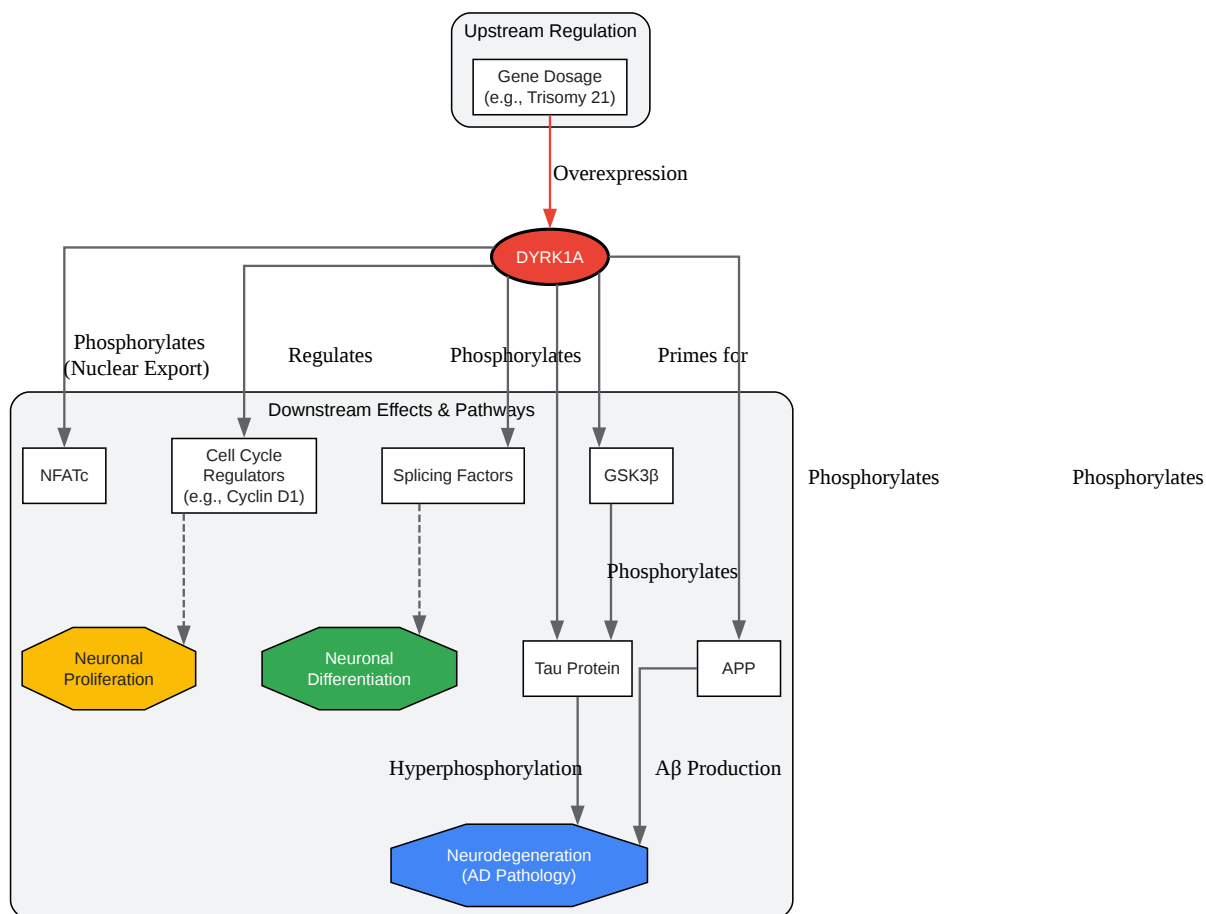 Upstream Regulation
Gene Dosage
(e.g., Trisomy 21)
Overexpression
DYRK1A
Phosphorylates
(Nuclear Export)
Regulates
Phosphorylates
Primes for
Downstream Effects & Pathways
NFATc
Cell Cycle
Regulators
(e.g., Cyclin D1)
Splicing Factors
GSK3β
Phosphorylates
Phosphorylates
Phosphorylates
Neuronal
Proliferation
Neuronal
Differentiation
Tau Protein
APP
Hyperphosphorylation
Aβ Production
Neurodegeneration
(AD Pathology)